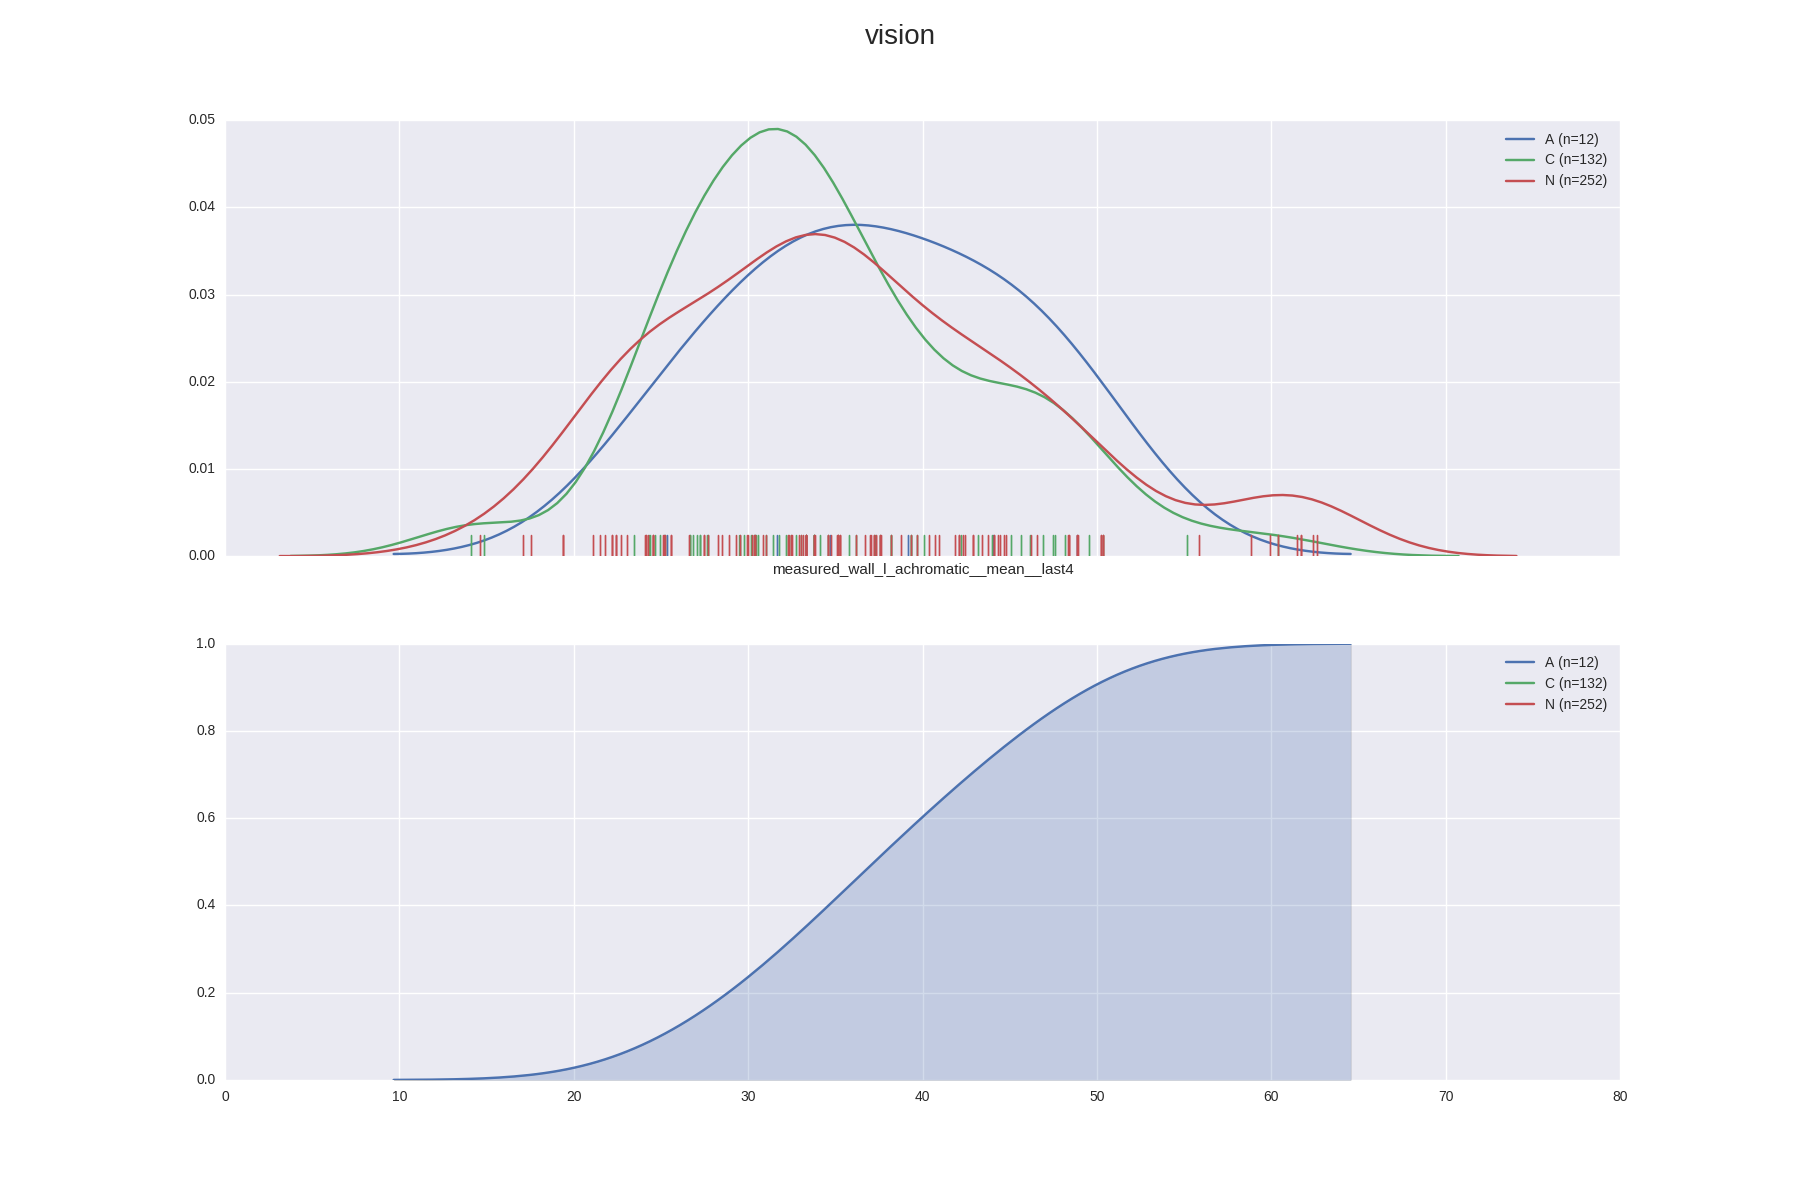 vision
0.05
0.04
0.03
0.02
0.01
0.00
A (n=12)
C (n=132)
N (n=252)
measured_wall_l_achromatic__mean__last4
1.0
0.8
0.6
0.4
0.2
0.0
A (n=12)
C (n=132)
N (n=252)
0 10 20 30 40 50 60 70 80